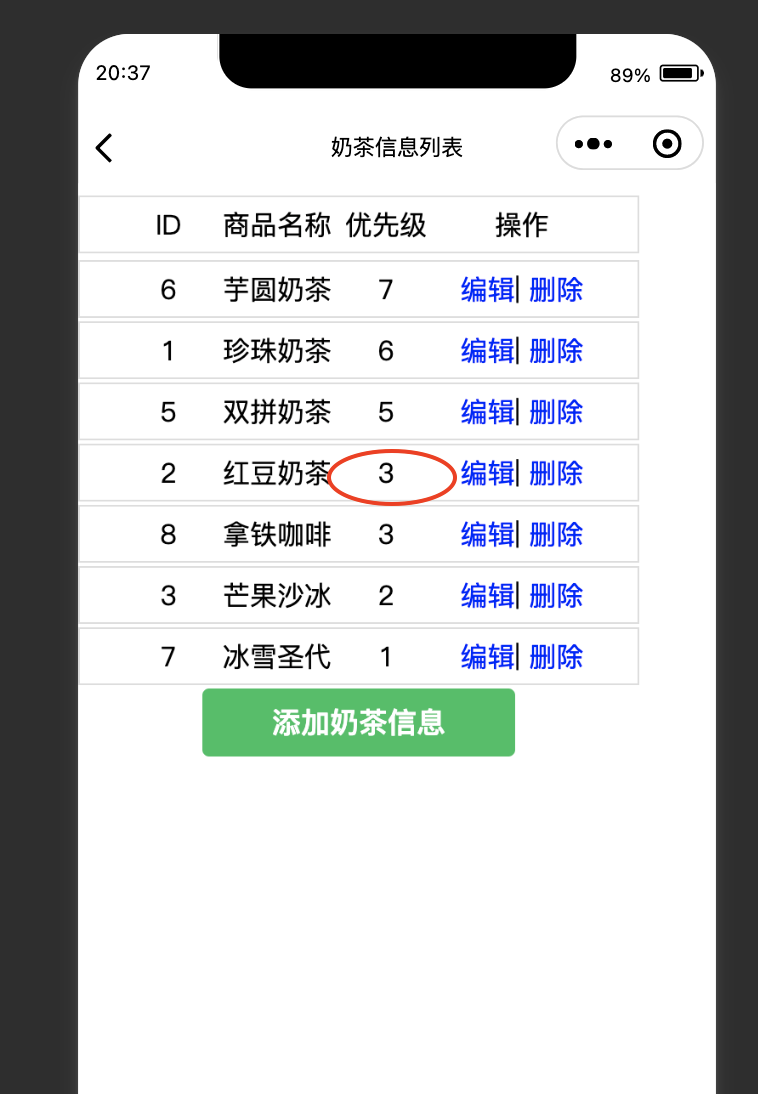 20:37 89%
奶茶信息列表
ID 商品名称 优先级 操作
6 芋圆奶茶 7 编辑| 删除
1 珍珠奶茶 6 编辑| 删除
5 双拼奶茶 5 编辑| 删除
2 红豆奶茶 3 编辑| 删除
8 拿铁咖啡 3 编辑| 删除
3 芒果沙冰 2 编辑| 删除
7 冰雪圣代 1 编辑| 删除
添加奶茶信息